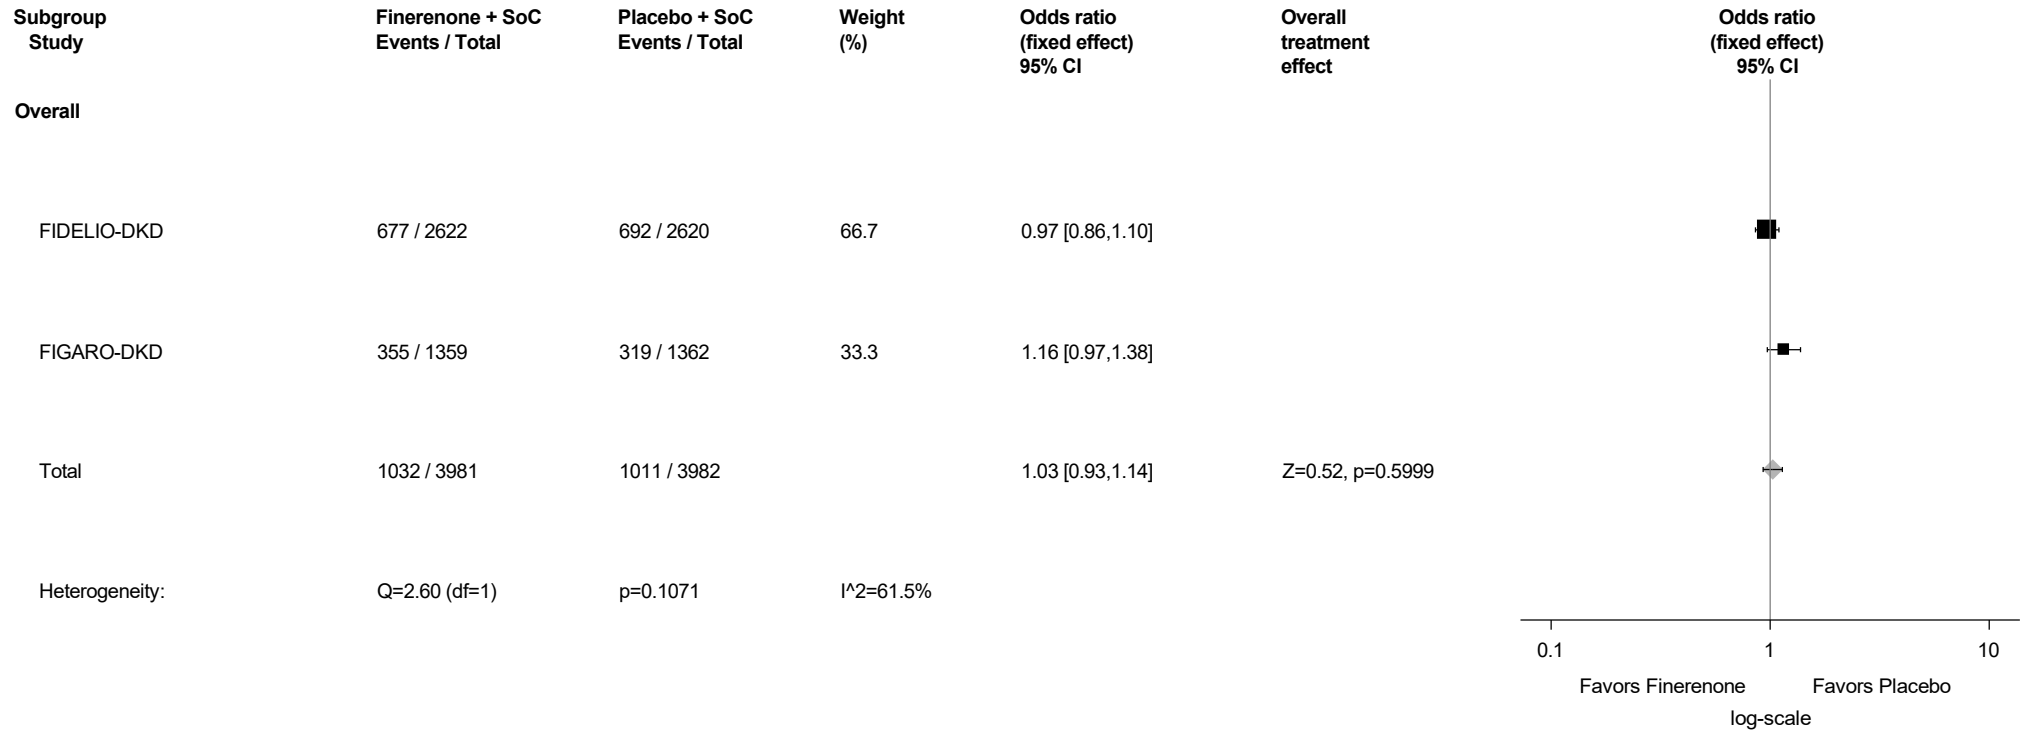 Subgroup Finerenone + SoC Placebo + SoC Weight Odds ratio Overall Odds ratio
Study Events / Total Events / Total (%) (fixed effect) treatment (fixed effect)
95% CI effect 95% CI
Overall
FIDELIO-DKD 677 / 2622 692 / 2620 66.7 0.97 [0.86,1.10]
FIGARO-DKD 355 / 1359 319 / 1362 33.3 1.16 [0.97,1.38]
Total 1032 / 3981 1011 / 3982 1.03 [0.93,1.14] Z=0.52, p=0.5999
Heterogeneity: Q=2.60 (df=1) p=0.1071 I^2=61.5%
0.1 1 10
Favors Finerenone Favors Placebo
log-scale